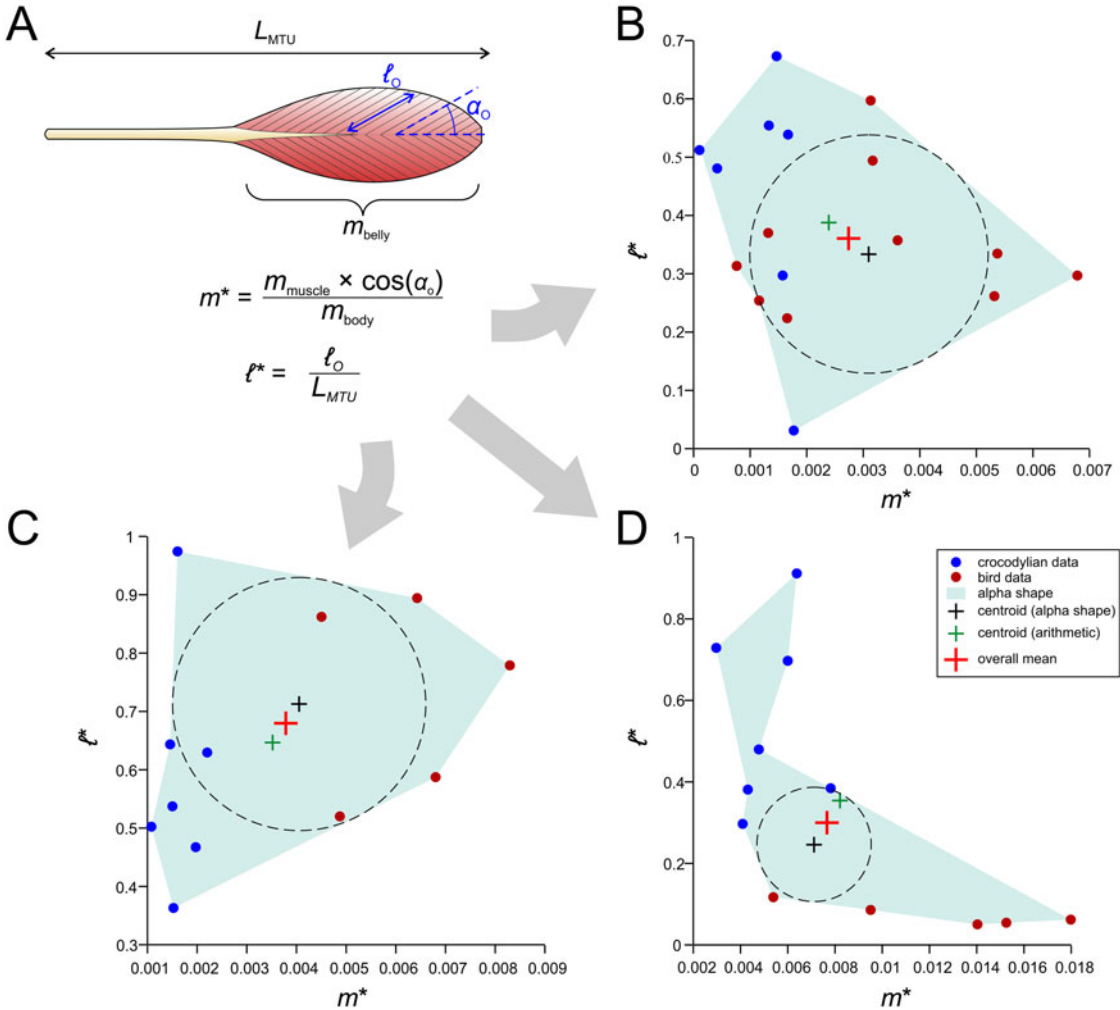 A
L_MTU
ℓ_O
α_O
m_belly
m* = m_muscle × cos(α_o) / m_body
ℓ* = ℓ_O / L_MTU
B
0.7
0.6
0.5
0.4
ℓ*
0.3
0.2
0.1
0
0 0.001 0.002 0.003 0.004 0.005 0.006 0.007
m*
C
1
0.9
0.8
0.7
ℓ*
0.6
0.5
0.4
0.3
0.001 0.002 0.003 0.004 0.005 0.006 0.007 0.008 0.009
m*
D
1
0.8
0.6
ℓ*
0.4
0.2
0
0.002 0.004 0.006 0.008 0.01 0.012 0.014 0.016 0.018
m*
crocodylian data
bird data
alpha shape
centroid (alpha shape)
centroid (arithmetic)
overall mean